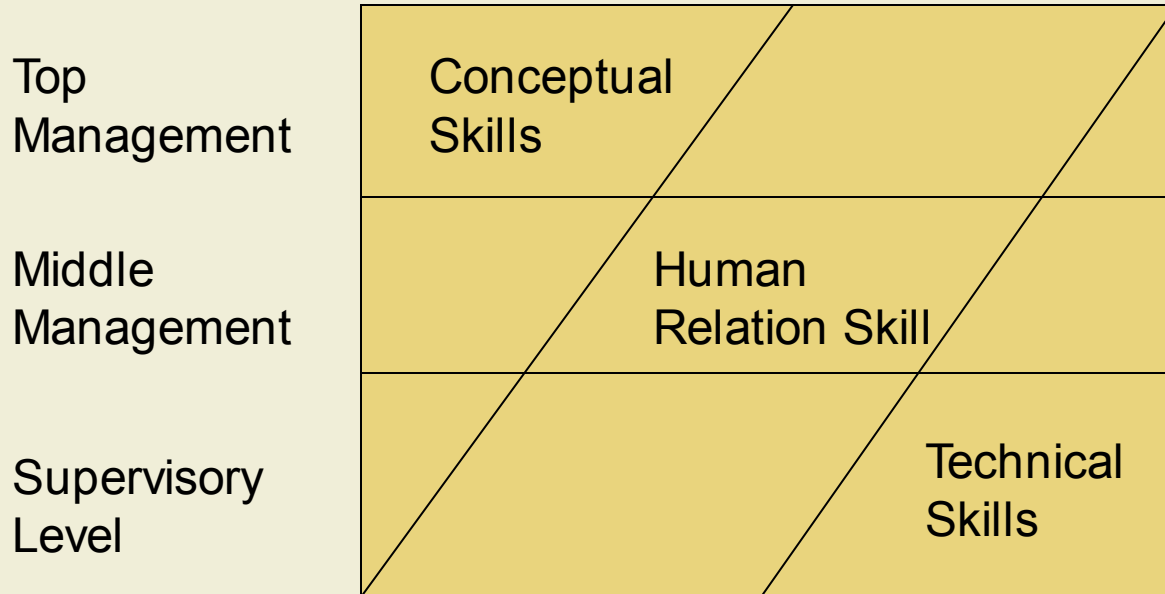 Top
Management
Conceptual
Skills
Middle
Management
Human
Relation Skill
Supervisory
Level
Technical
Skills